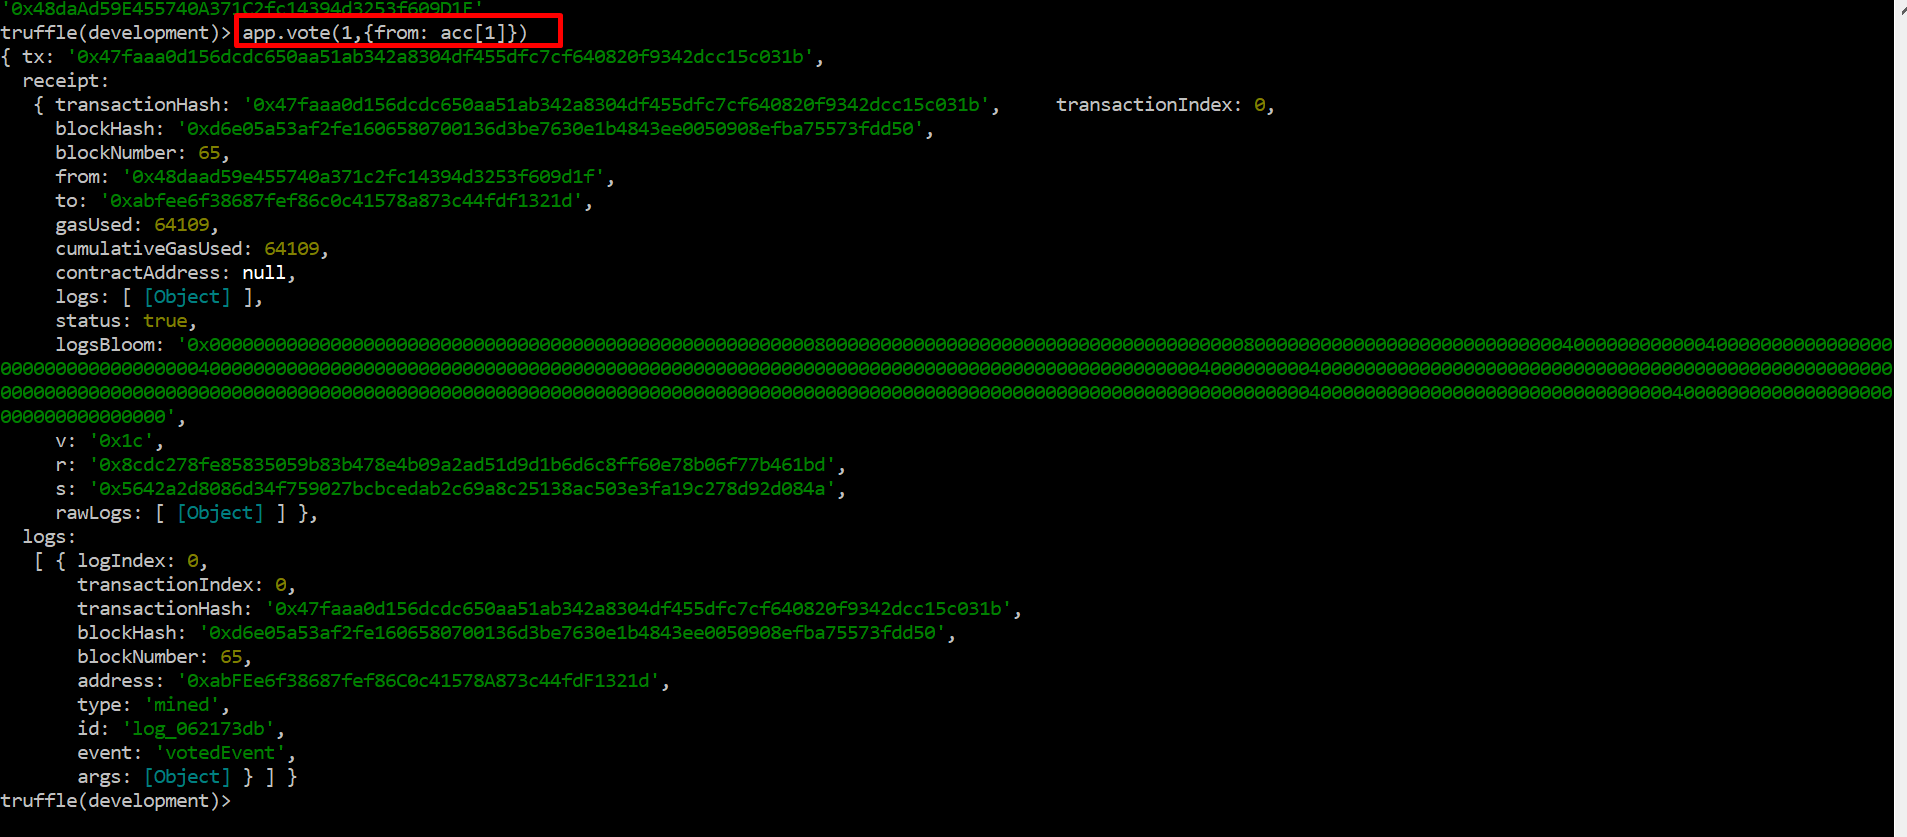 '0x48daAd59E455740A371C2fc14394d3253f609D1F'
truffle(development)> app.vote(1,{from: acc[1]})
{ tx: '0x47faaa0d156dcdc650aa51ab342a8304df455dfc7cf640820f9342dcc15c031b',
receipt:
{ transactionHash: '0x47faaa0d156dcdc650aa51ab342a8304df455dfc7cf640820f9342dcc15c031b', transactionIndex: 0,
blockHash: '0xd6e05a53af2fe1606580700136d3be7630e1b4843ee0050908efba75573fdd50',
blockNumber: 65,
from: '0x48daad59e455740a371c2fc14394d3253f609d1f',
to: '0xabfee6f38687fef86c0c41578a873c44fdf1321d',
gasUsed: 64109,
cumulativeGasUsed: 64109,
contractAddress: null,
logs: [ [Object] ],
status: true,
logsBloom:
v: '0x1c',
r: '0x8cdc278fe85835059b83b478e4b09a2ad51d9d1b6d6c8ff60e78b06f77b461bd',
s: '0x5642a2d8086d34f759027bcbcedab2c69a8c25138ac503e3fa19c278d92d084a',
rawLogs: [ [Object] ] },
logs:
[ { logIndex: 0,
transactionIndex: 0,
transactionHash: '0x47faaa0d156dcdc650aa51ab342a8304df455dfc7cf640820f9342dcc15c031b',
blockHash: '0xd6e05a53af2fe1606580700136d3be7630e1b4843ee0050908efba75573fdd50',
blockNumber: 65,
address: '0xabFEe6f38687fef86C0c41578A873c44fdF1321d',
type: 'mined',
id: 'log_062173db',
event: 'votedEvent',
args: [Object] } ] }
truffle(development)>